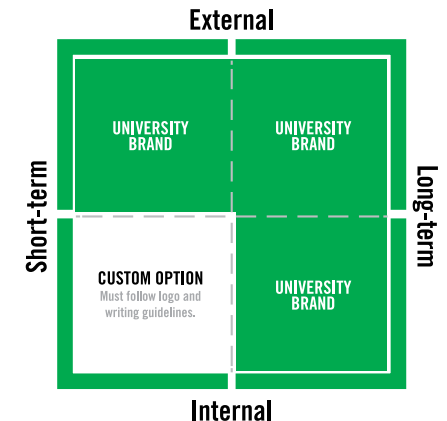 External
UNIVERSITY
BRAND
UNIVERSITY
BRAND
Short-term
Long-term
CUSTOM OPTION
Must follow logo and
writing guidelines.
UNIVERSITY
BRAND
Internal